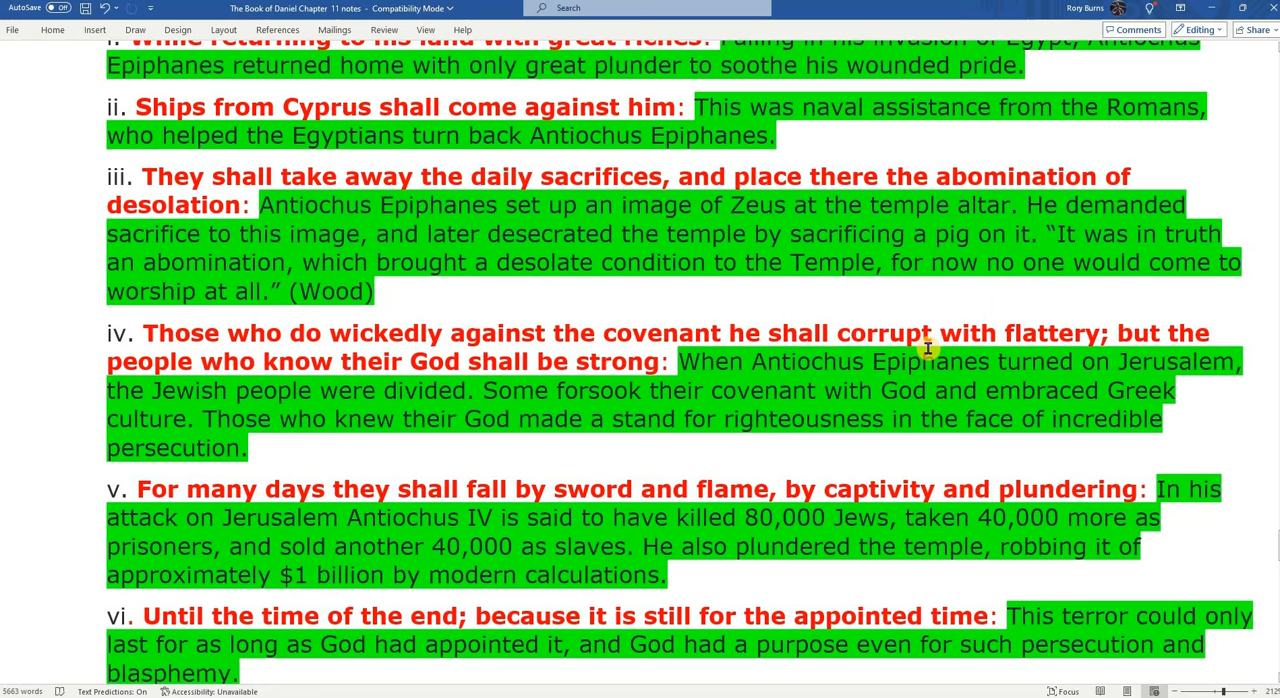 AutoSave Off
The Book of Daniel Chapter 11 notes - Compatibility Mode
Search
Rory Burns
File Home Insert Draw Design Layout References Mailings Review View Help
Comments Editing Share
i. While returning to his land with great riches: Failing in his invasion of Egypt, Antiochus
Epiphanes returned home with only great plunder to soothe his wounded pride.
ii. Ships from Cyprus shall come against him: This was naval assistance from the Romans,
who helped the Egyptians turn back Antiochus Epiphanes.
iii. They shall take away the daily sacrifices, and place there the abomination of
desolation: Antiochus Epiphanes set up an image of Zeus at the temple altar. He demanded
sacrifice to this image, and later desecrated the temple by sacrificing a pig on it. “It was in truth
an abomination, which brought a desolate condition to the Temple, for now no one would come to
worship at all.” (Wood)
iv. Those who do wickedly against the covenant he shall corrupt with flattery; but the
people who know their God shall be strong: When Antiochus Epiphanes turned on Jerusalem,
the Jewish people were divided. Some forsook their covenant with God and embraced Greek
culture. Those who knew their God made a stand for righteousness in the face of incredible
persecution.
v. For many days they shall fall by sword and flame, by captivity and plundering: In his
attack on Jerusalem Antiochus IV is said to have killed 80,000 Jews, taken 40,000 more as
prisoners, and sold another 40,000 as slaves. He also plundered the temple, robbing it of
approximately $1 billion by modern calculations.
vi. Until the time of the end; because it is still for the appointed time: This terror could only
last for as long as God had appointed it, and God had a purpose even for such persecution and
blasphemy.
5663 words Text Predictions: On Accessibility: Unavailable Focus